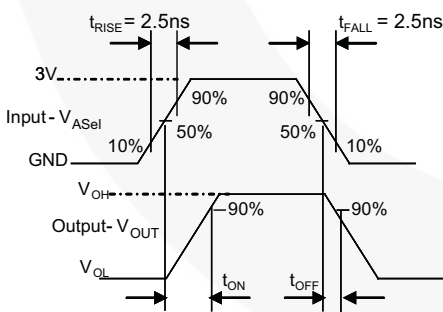 tRISE = 2.5ns
tFALL = 2.5ns
3V
90%
90%
Input - VASel
50%
50%
10%
10%
GND
VOH
90%
90%
Output- VOUT
VOL
tON
tOFF